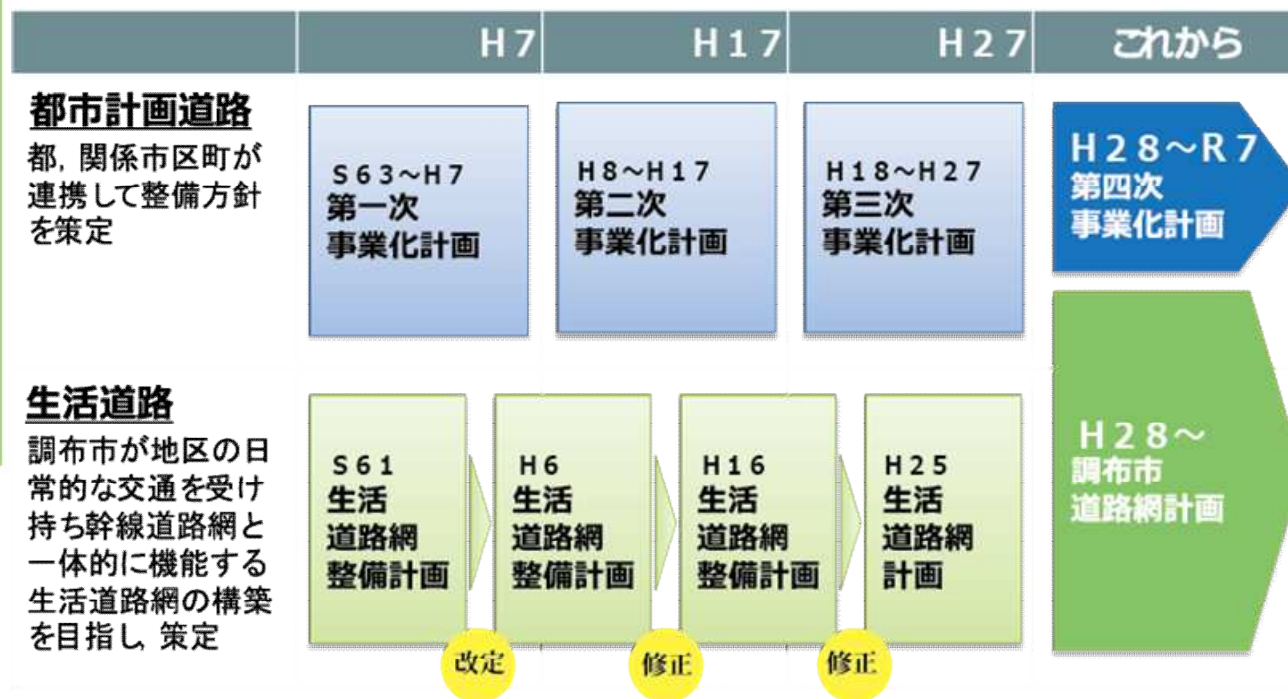 H7
H17
H27
これから
都市計画道路
都，関係市区町が
連携して整備方針
を策定
S63～H7
第一次
事業化計画
H8～H17
第二次
事業化計画
H18～H27
第三次
事業化計画
H28～R7
第四次
事業化計画
生活道路
調布市が地区の日
常的な交通を受け
持ち幹線道路網と
一体的に機能する
生活道路網の構築
を目指し，策定
S61
生活
道路網
整備計画
改定
H6
生活
道路網
整備計画
修正
H16
生活
道路網
整備計画
修正
H25
生活
道路網
計画
H28～
調布市
道路網計画